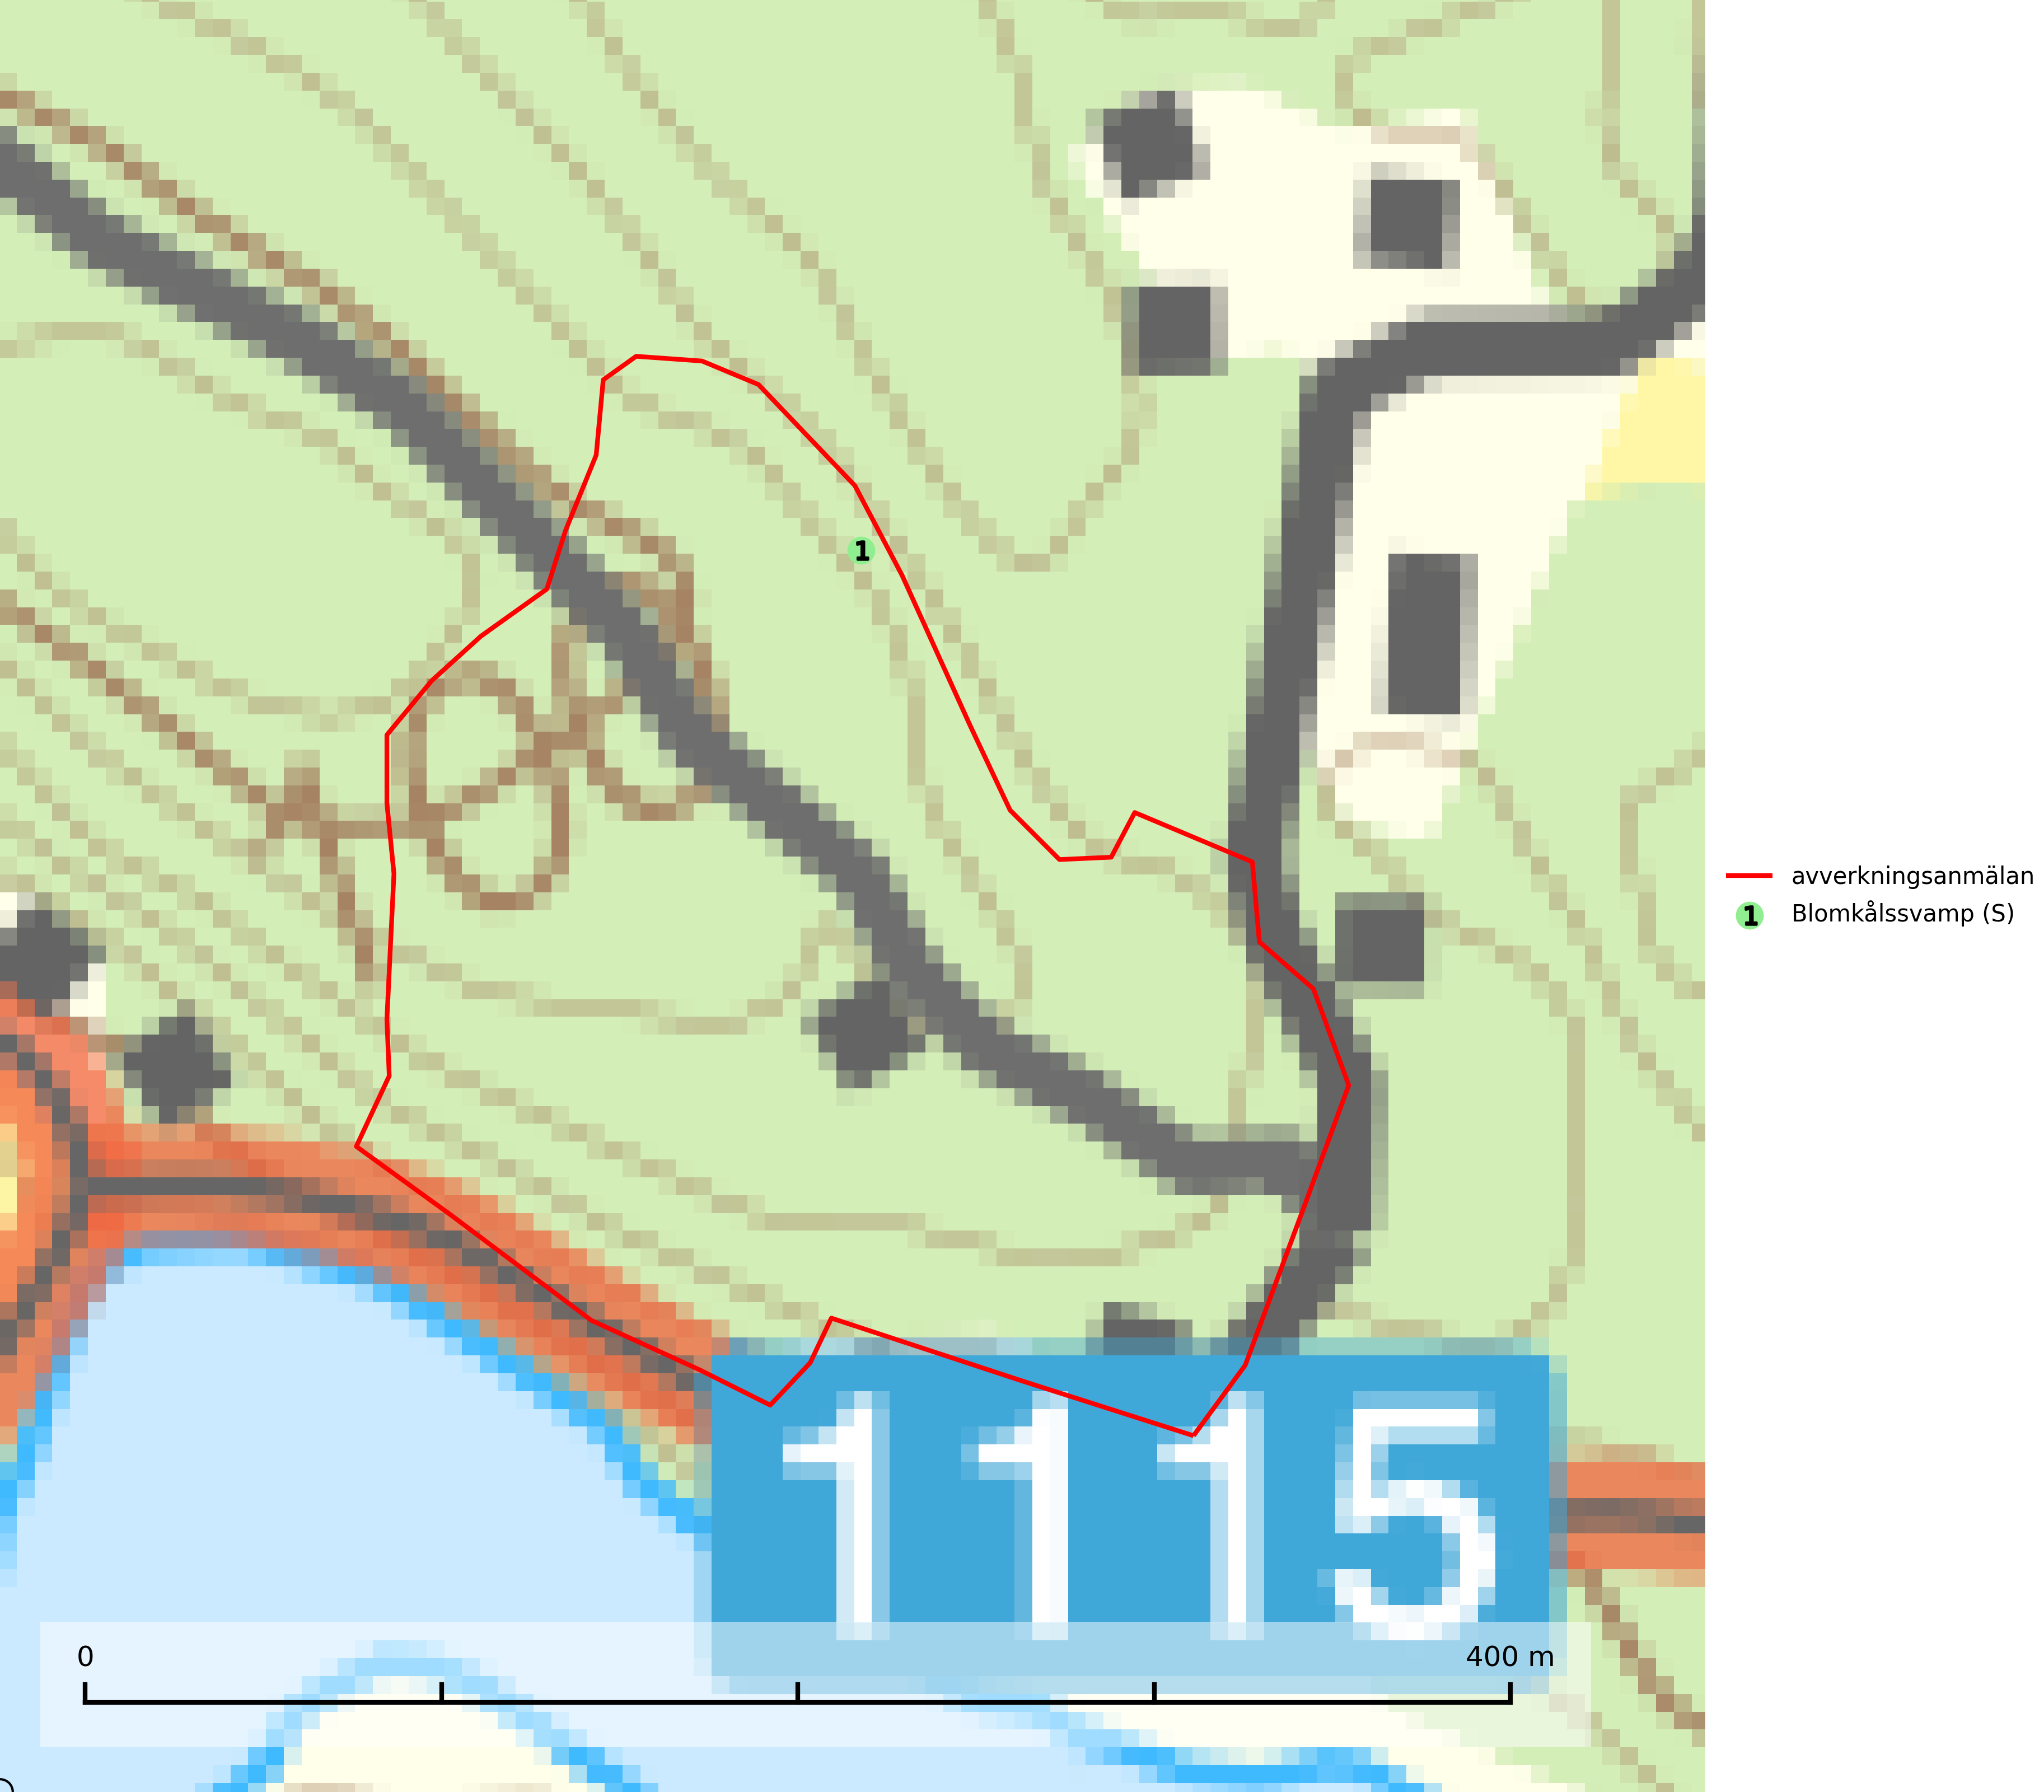 1
avverkningsanmälan
1 Blomkålssvamp (S)
1115
0 400 m